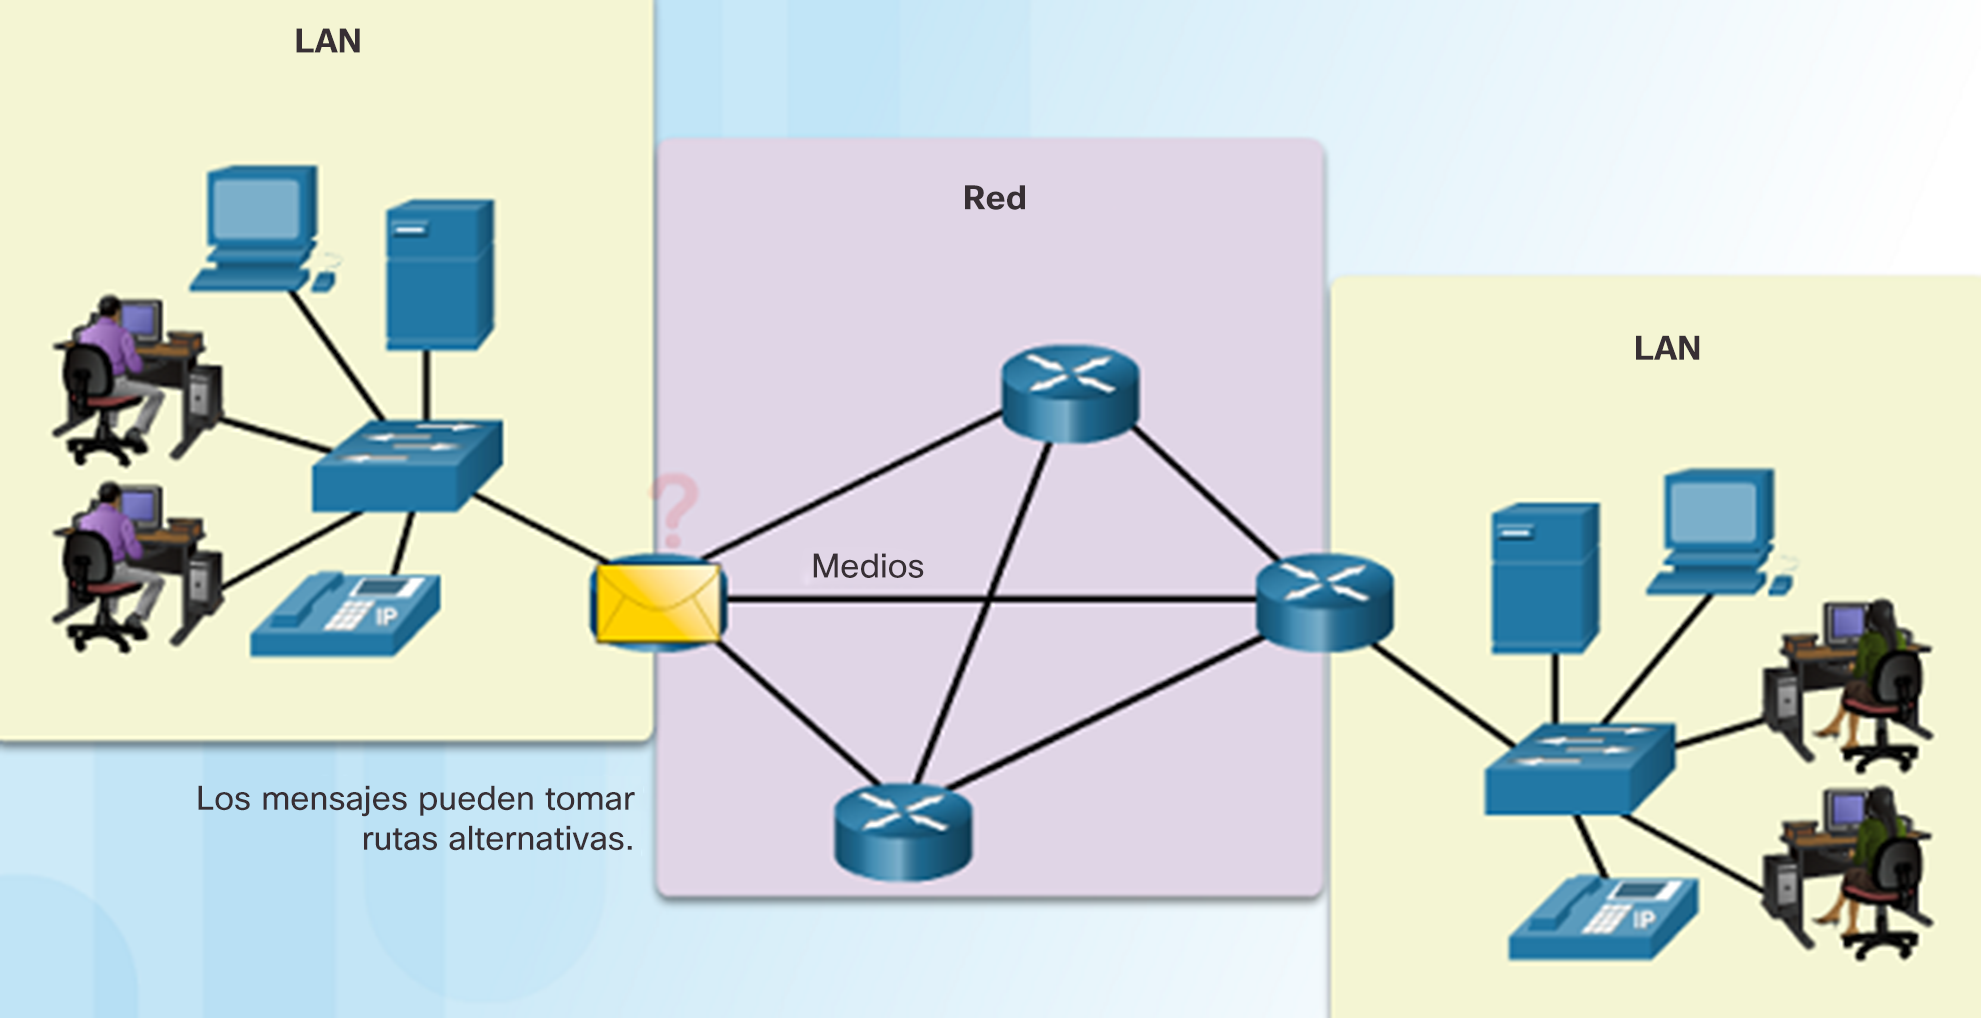 LAN
Red
LAN
?
Medios
IP
Los mensajes pueden tomar
rutas alternativas.
IP